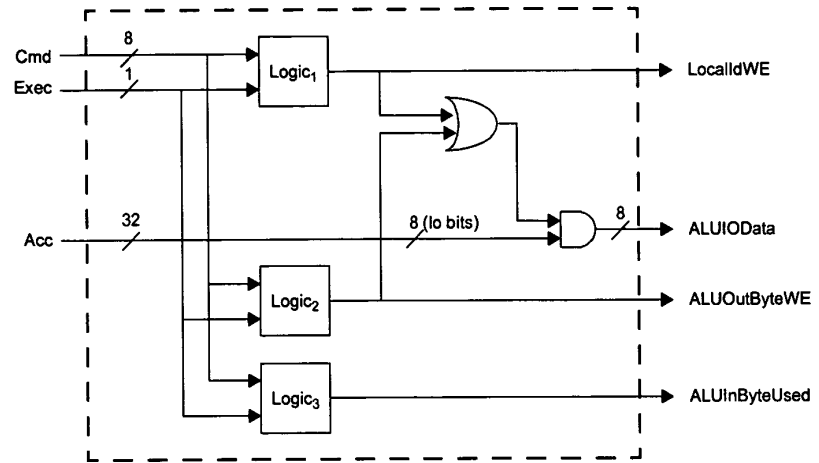 Cmd
8
Exec
1
Logic₁
LocalIdWE
Acc
32
8 (lo bits)
8
ALUIOData
Logic₂
ALUOutByteWE
Logic₃
ALUInByteUsed